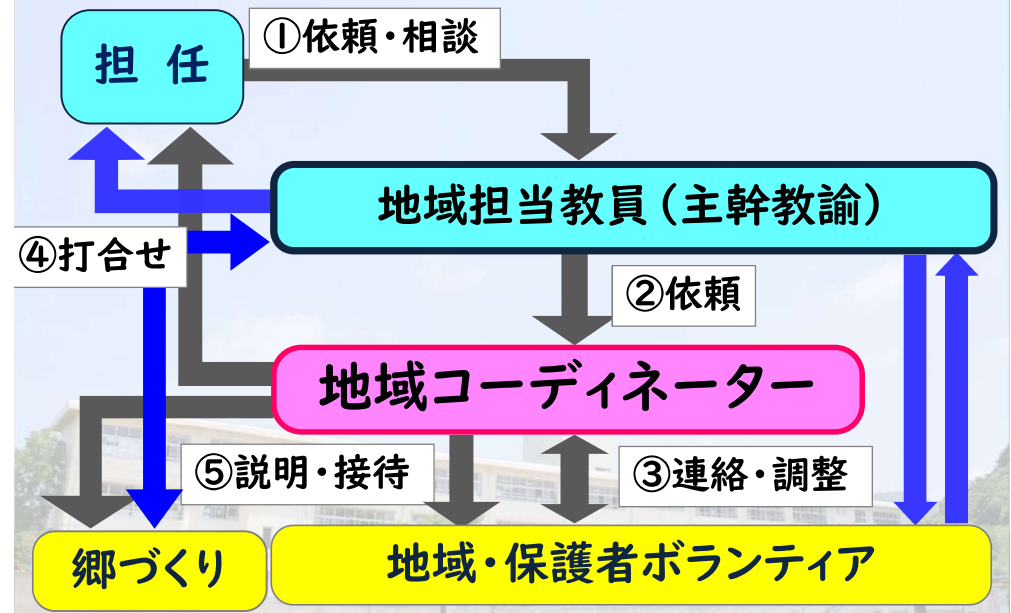 ①依頼・相談
担　任
地域担当教員（主幹教諭）
④打合せ
②依頼
地域コーディネーター
⑤説明・接待
③連絡・調整
郷づくり
地域・保護者ボランティア